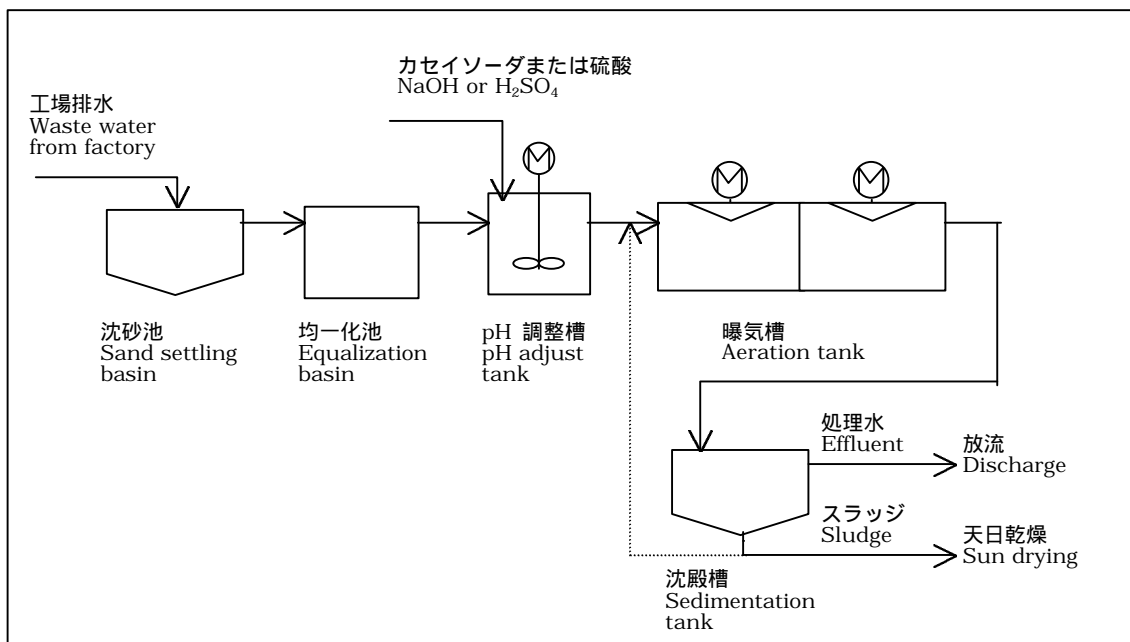 カセイソーダまたは硫酸
NaOH or H₂SO₄
工場排水
Waste water
from factory
M
M
M
沈砂池
Sand settling
basin
均一化池
Equalization
basin
pH 調整槽
pH adjust
tank
曝気槽
Aeration tank
処理水
Effluent
放流
Discharge
スラッジ
Sludge
天日乾燥
Sun drying
沈殿槽
Sedimentation
tank